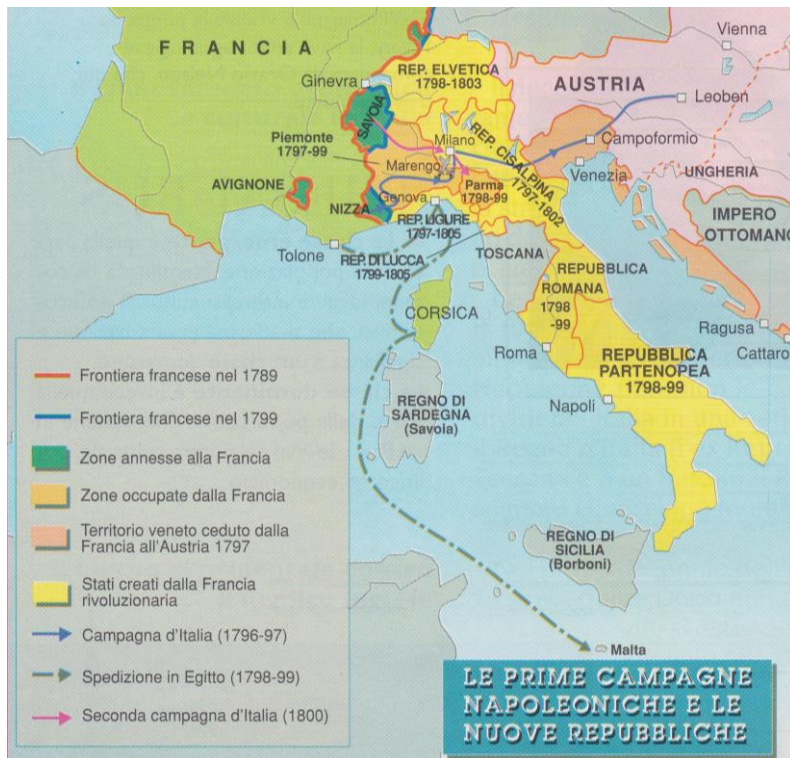 FRANCIA
Vienna
Ginevra
REP. ELVETICA
1798-1803
AUSTRIA
Leoben
SAVOIA
Piemonte
1797-99
Milano
REP. CISALPINA
1797-1802
Campoformio
Marengo
Venezia
UNGHERIA
AVIGNONE
Parma
1798-99
NIZZA
Genova
REP. LIGURE
1797-1805
IMPERO
OTTOMANO
Tolone
REP. DI LUCCA
1799-1805
TOSCANA
REPUBBLICA
ROMANA
1798
-99
CORSICA
Ragusa
Cattaro
Roma
REPUBBLICA
PARTENOPEA
1798-99
REGNO DI
SARDEGNA
(Savoia)
Napoli
REGNO DI
SICILIA
(Borboni)
Malta
Frontiera francese nel 1789
Frontiera francese nel 1799
Zone annesse alla Francia
Zone occupate dalla Francia
Territorio veneto ceduto dalla
Francia all'Austria 1797
Stati creati dalla Francia
rivoluzionaria
Campagna d'Italia (1796-97)
Spedizione in Egitto (1798-99)
Seconda campagna d'Italia (1800)
LE PRIME CAMPAGNE
NAPOLEONICHE E LE
NUOVE REPUBBLICHE